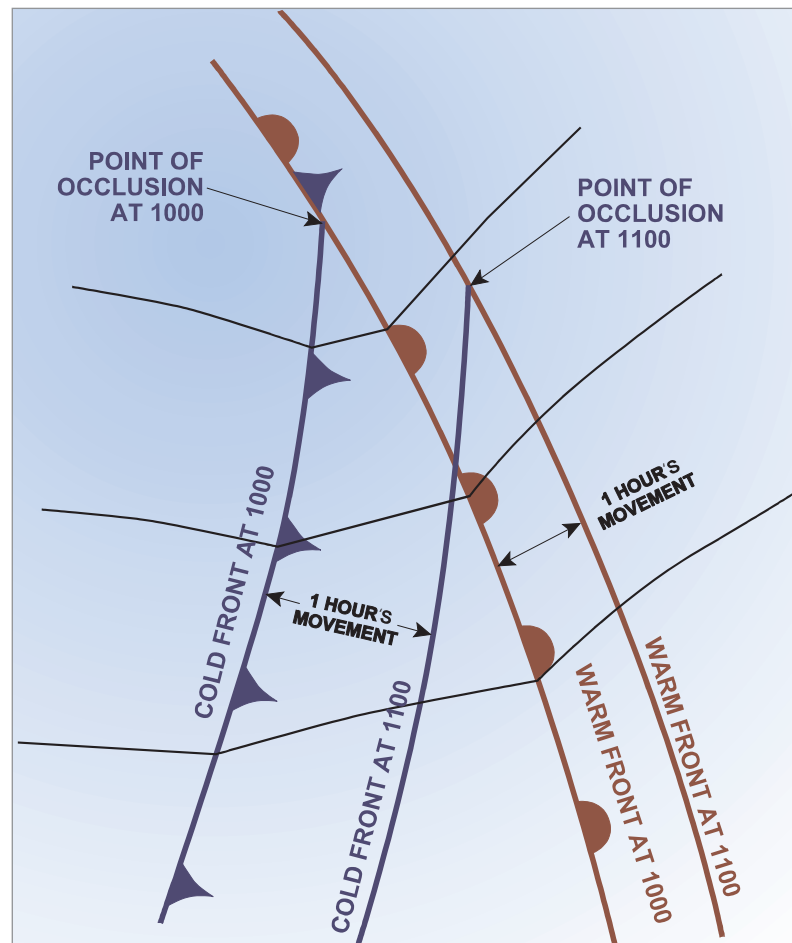 POINT OF
OCCLUSION
AT 1000
POINT OF
OCCLUSION
AT 1100
COLD FRONT AT 1000
1 HOUR'S
MOVEMENT
1 HOUR'S
MOVEMENT
COLD FRONT AT 1100
WARM FRONT AT 1000
WARM FRONT AT 1100